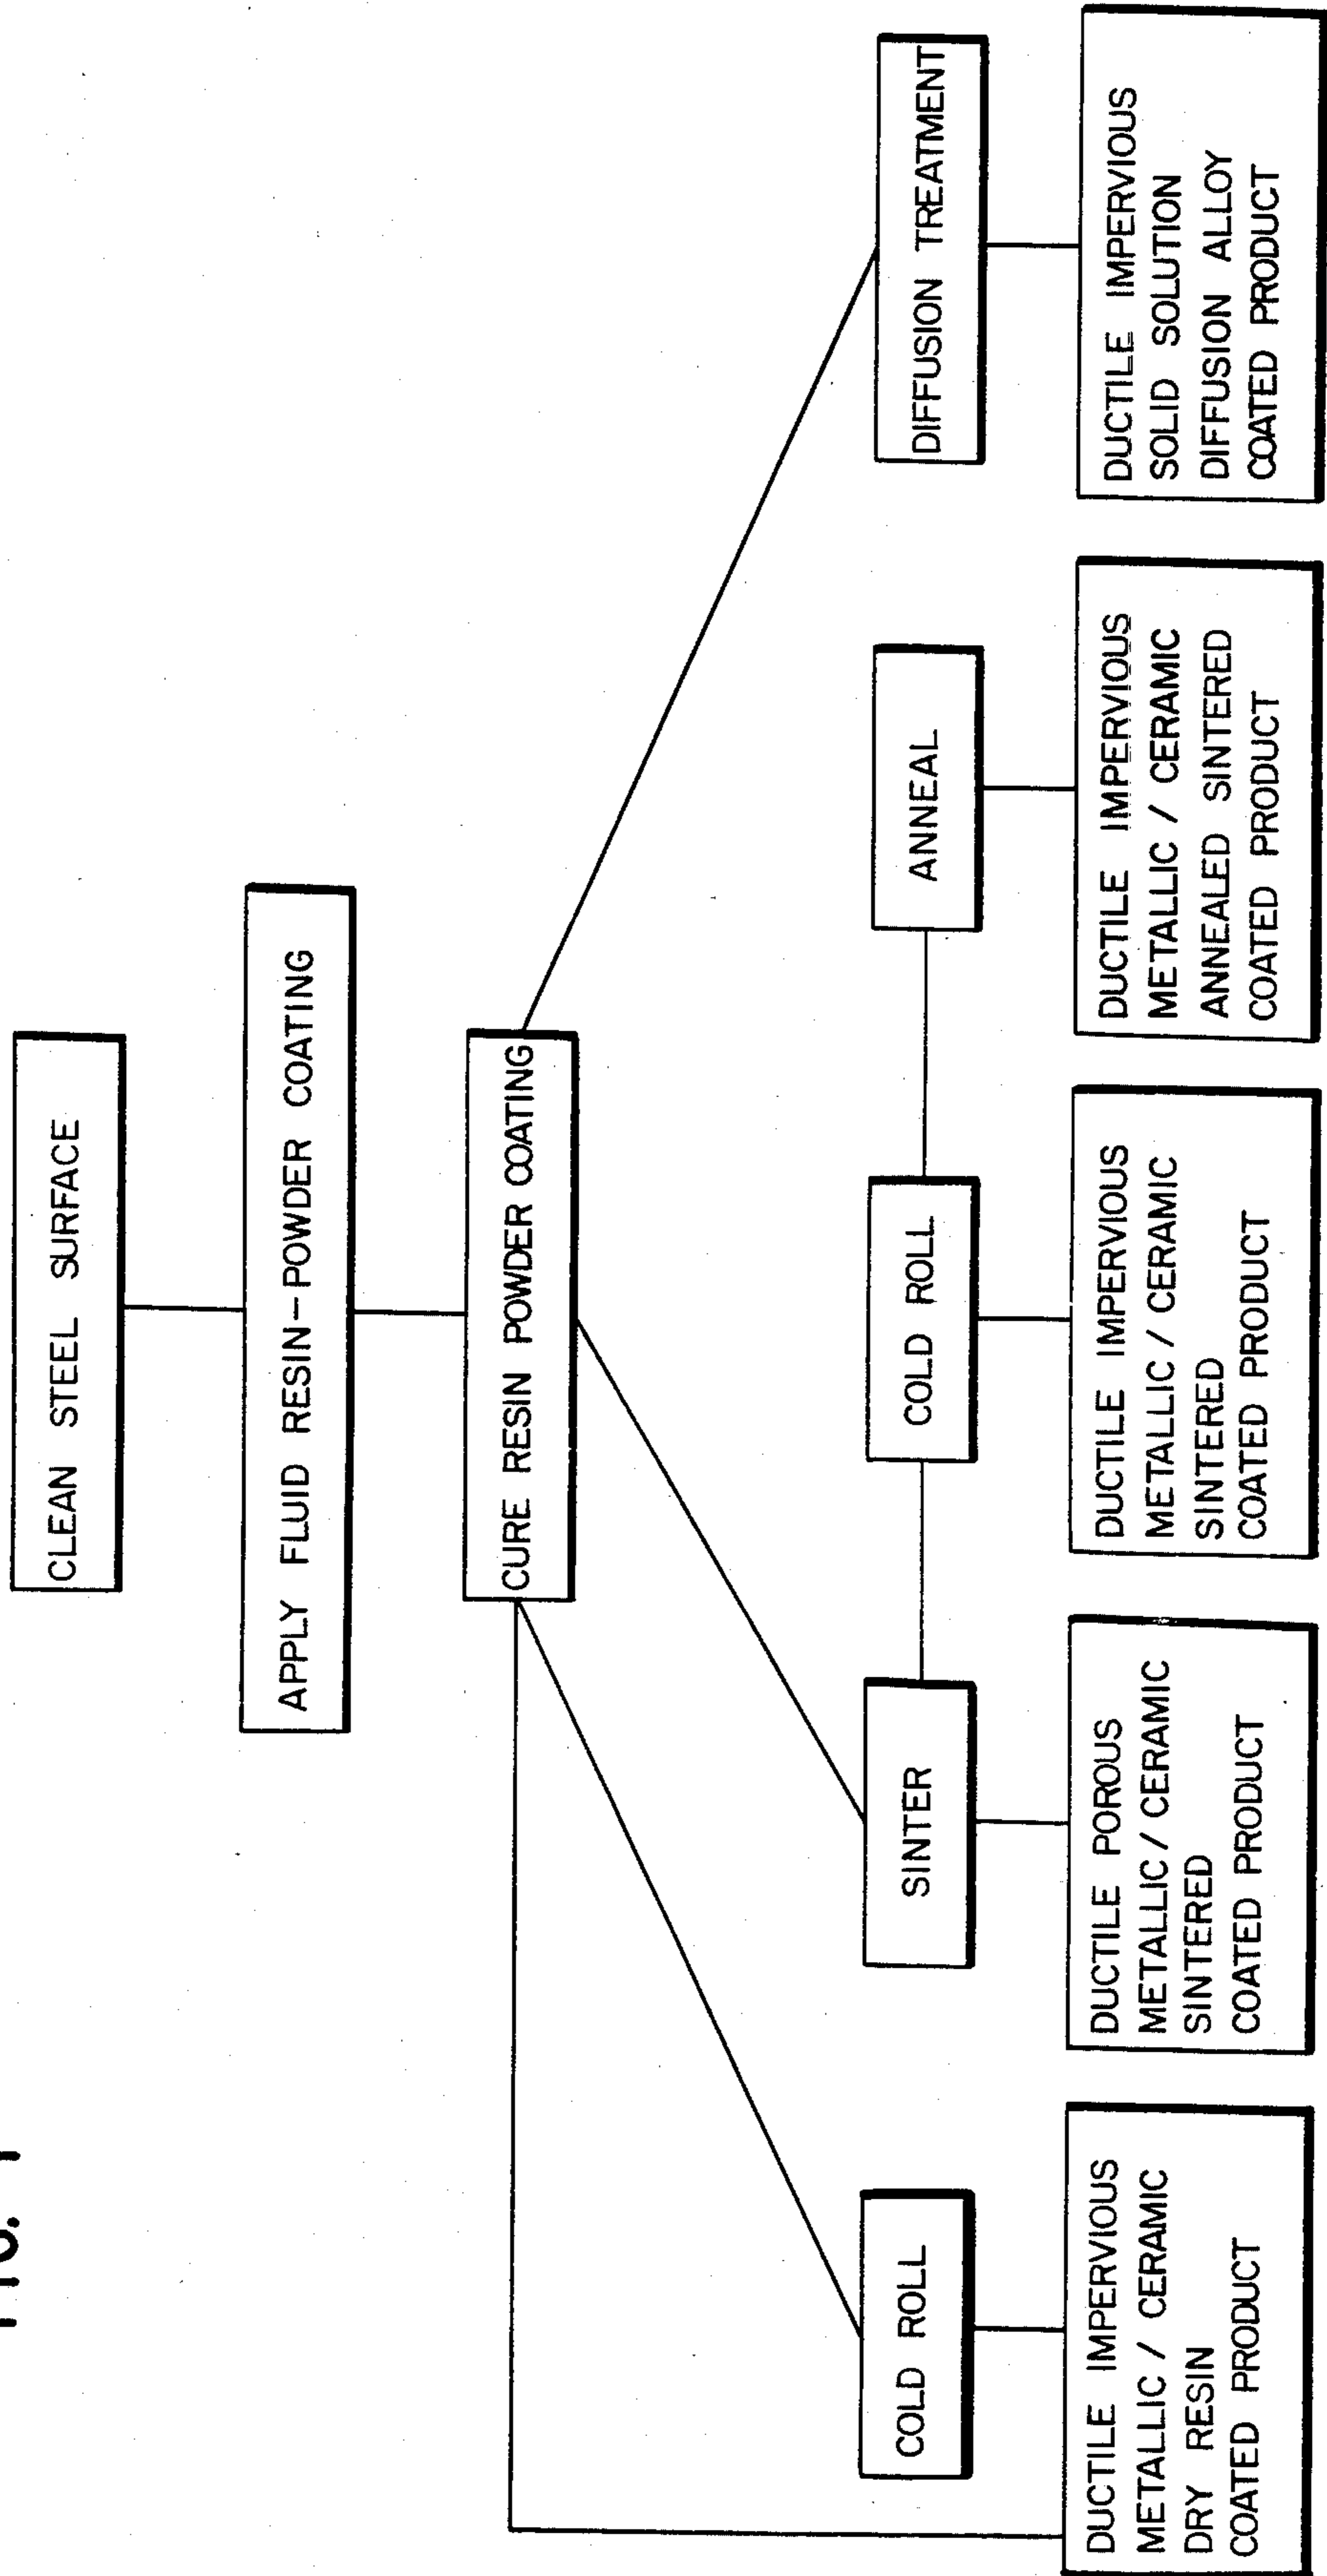 FIG. 1
CLEAN STEEL SURFACE
APPLY FLUID RESIN-POWDER COATING
CURE RESIN POWDER COATING
COLD ROLL
SINTER
COLD ROLL
ANNEAL
DIFFUSION TREATMENT
DUCTILE IMPERVIOUS
METALLIC / CERAMIC
DRY RESIN
COATED PRODUCT
DUCTILE POROUS
METALLIC / CERAMIC
SINTERED
COATED PRODUCT
DUCTILE IMPERVIOUS
METALLIC / CERAMIC
SINTERED
COATED PRODUCT
DUCTILE IMPERVIOUS
METALLIC / CERAMIC
ANNEALED SINTERED
COATED PRODUCT
DUCTILE IMPERVIOUS
SOLID SOLUTION
DIFFUSION ALLOY
COATED PRODUCT